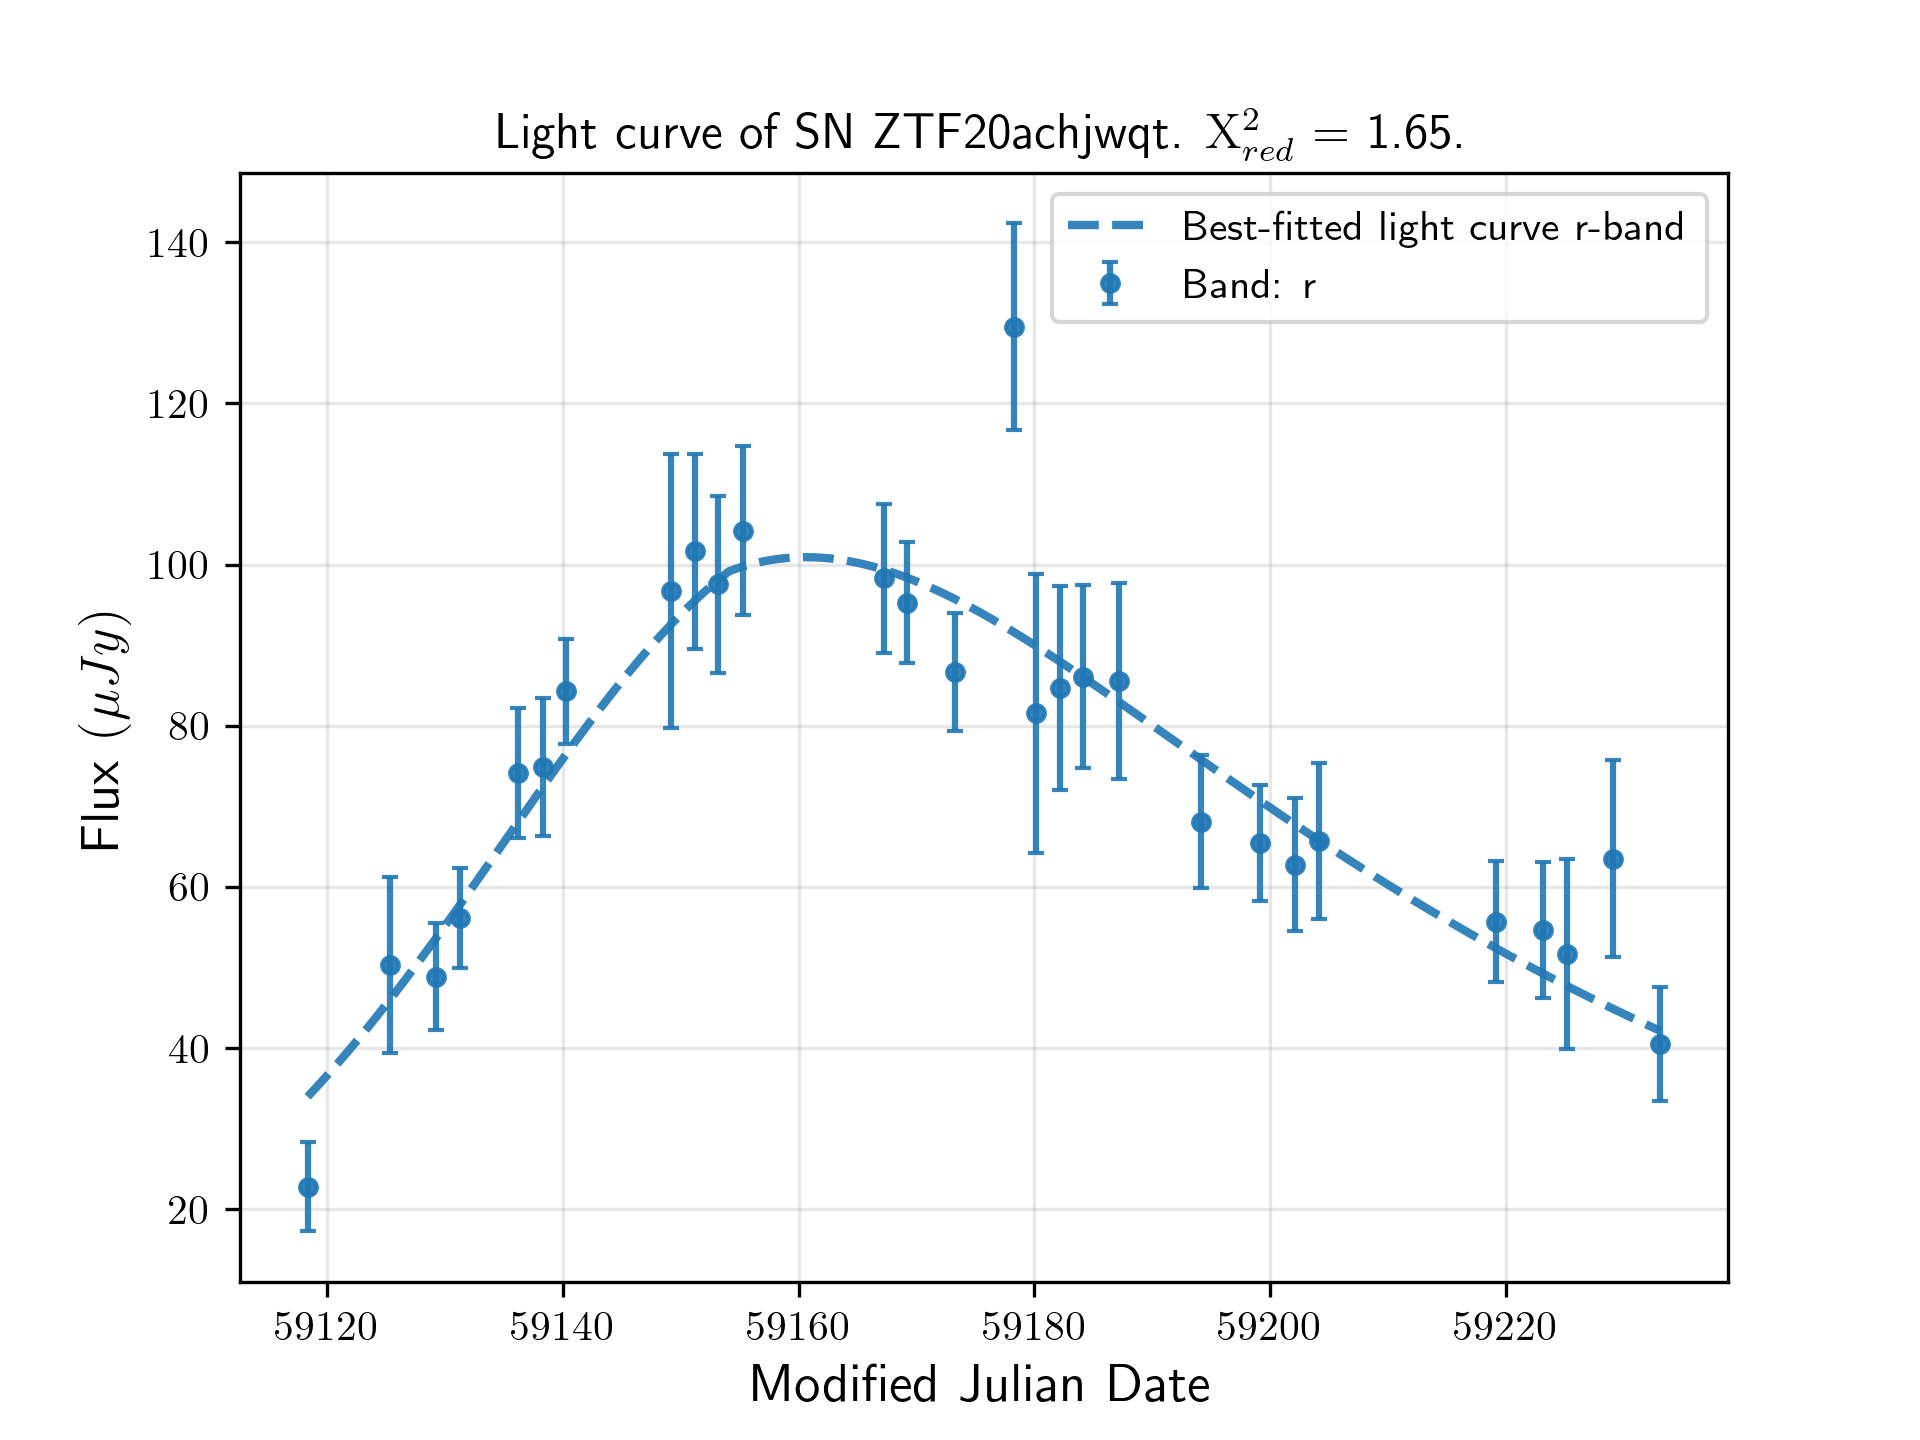 Light curve of SN ZTF20achjwqt. X²red = 1.65.
Best-fitted light curve r-band
Band: r
Flux (μJy)
140
120
100
80
60
40
20
59120 59140 59160 59180 59200 59220
Modified Julian Date